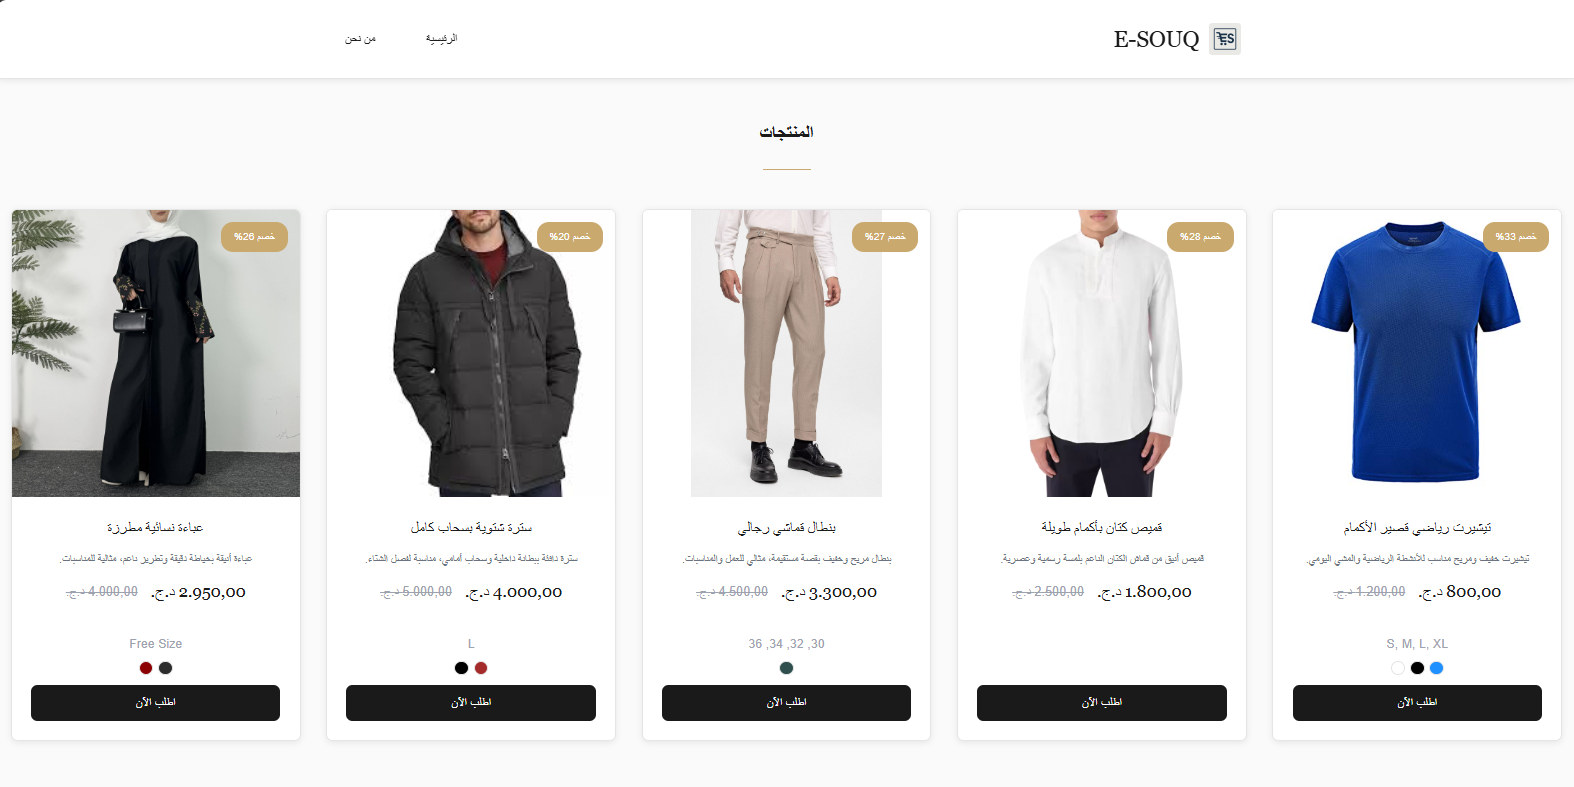 E-SOUQ
الرئيسية
من نحن
المنتجات
خصم 33%
تيشيرت رياضي قصير الأكمام
تيشيرت خفيف ومريح مناسب للأنشطة الرياضية والمشي اليومي.
800,00 د.ج. 1.200,00 د.ج.
S, M, L, XL
اطلب الآن
خصم 28%
قميص كتان بأكمام طويلة
قميص أنيق من قماش الكتان الناعم بلمسة رسمية وعصرية.
1.800,00 د.ج. 2.500,00 د.ج.
اطلب الآن
خصم 27%
بنطال قماشي رجالي
بنطال مريح وخفيف بقصة مستقيمة، مثالي للعمل والمناسبات.
3.300,00 د.ج. 4.500,00 د.ج.
30, 32, 34, 36
اطلب الآن
خصم 20%
سترة شتوية بسحاب كامل
سترة دافئة ببطانة داخلية وسحاب أمامي، مناسبة لفصل الشتاء.
4.000,00 د.ج. 5.000,00 د.ج.
L
اطلب الآن
خصم 26%
عباءة نسائية مطرزة
عباءة أنيقة بخياطة دقيقة وتطريز ناعم، مثالية للمناسبات.
2.950,00 د.ج. 4.000,00 د.ج.
Free Size
اطلب الآن